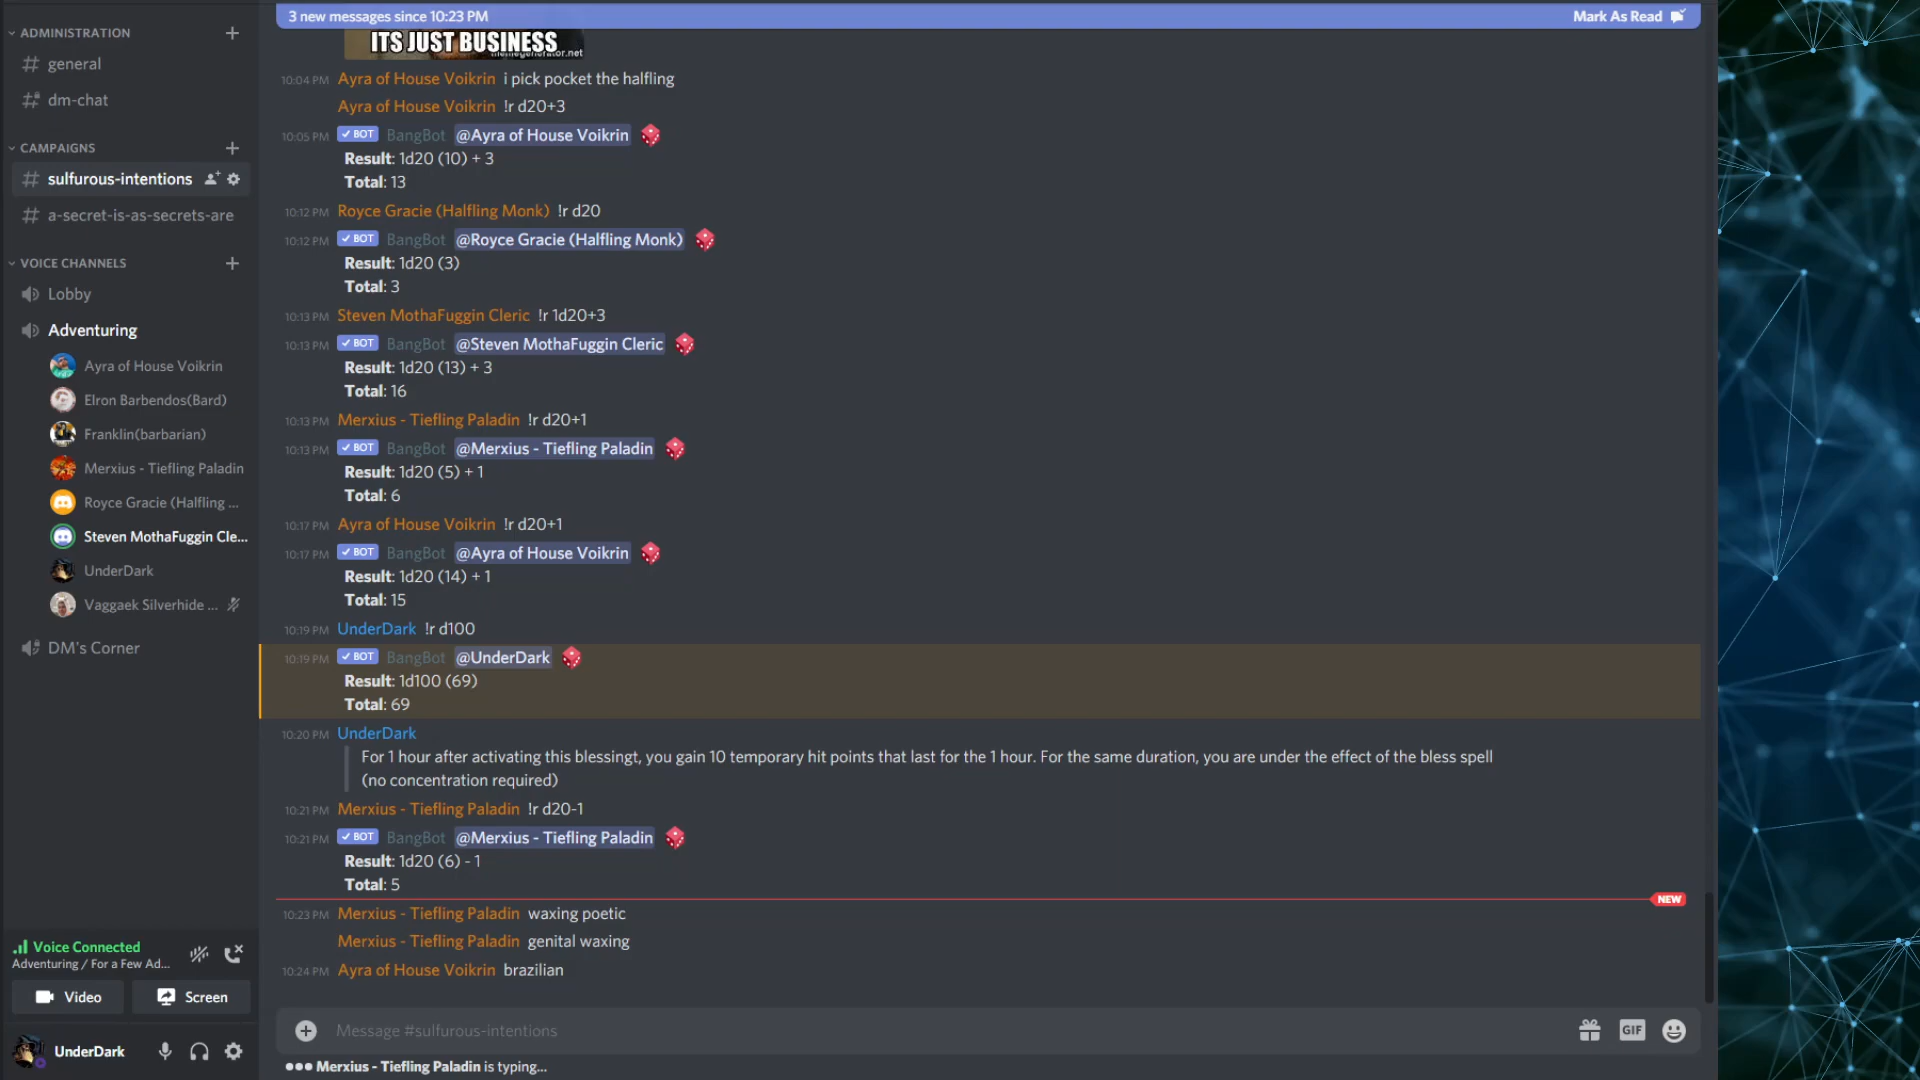 ADMINISTRATION
general
dm-chat
CAMPAIGNS
sulfurous-intentions
a-secret-is-as-secrets-are
VOICE CHANNELS
Lobby
Adventuring
Ayra of House Voikrin
Elron Barbendos(Bard)
Franklin(barbarian)
Merxius - Tiefling Paladin
Royce Gracie (Halfling ...
Steven MothaFuggin Cle...
UnderDark
Vaggaek Silverhide ...
DM's Corner
Voice Connected
Adventuring / For a Few Ad...
Video Screen
UnderDark
3 new messages since 10:23 PM Mark As Read
ITS JUST BUSINESS
memegenerator.net
10:04 PM Ayra of House Voikrin i pick pocket the halfling
Ayra of House Voikrin !r d20+3
10:05 PM ✓ BOT BangBot @Ayra of House Voikrin
Result: 1d20 (10) + 3
Total: 13
10:12 PM Royce Gracie (Halfling Monk) !r d20
10:12 PM ✓ BOT BangBot @Royce Gracie (Halfling Monk)
Result: 1d20 (3)
Total: 3
10:13 PM Steven MothaFuggin Cleric !r 1d20+3
10:13 PM ✓ BOT BangBot @Steven MothaFuggin Cleric
Result: 1d20 (13) + 3
Total: 16
10:13 PM Merxius - Tiefling Paladin !r d20+1
10:13 PM ✓ BOT BangBot @Merxius - Tiefling Paladin
Result: 1d20 (5) + 1
Total: 6
10:17 PM Ayra of House Voikrin !r d20+1
10:17 PM ✓ BOT BangBot @Ayra of House Voikrin
Result: 1d20 (14) + 1
Total: 15
10:19 PM UnderDark !r d100
10:19 PM ✓ BOT BangBot @UnderDark
Result: 1d100 (69)
Total: 69
10:20 PM UnderDark
For 1 hour after activating this blessingt, you gain 10 temporary hit points that last for the 1 hour. For the same duration, you are under the effect of the bless spell
(no concentration required)
10:21 PM Merxius - Tiefling Paladin !r d20-1
10:21 PM ✓ BOT BangBot @Merxius - Tiefling Paladin
Result: 1d20 (6) - 1
Total: 5
NEW
10:23 PM Merxius - Tiefling Paladin waxing poetic
Merxius - Tiefling Paladin genital waxing
10:24 PM Ayra of House Voikrin brazilian
Message #sulfurous-intentions
GIF
Merxius - Tiefling Paladin is typing...